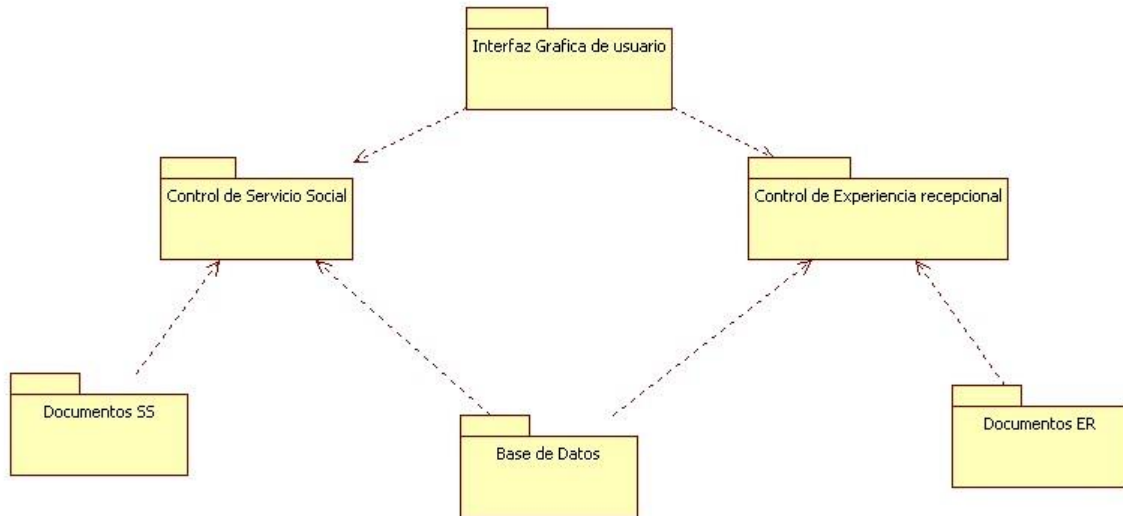 Interfaz Grafica de usuario
Control de Servicio Social
Control de Experiencia recepcional
Documentos SS
Base de Datos
Documentos ER